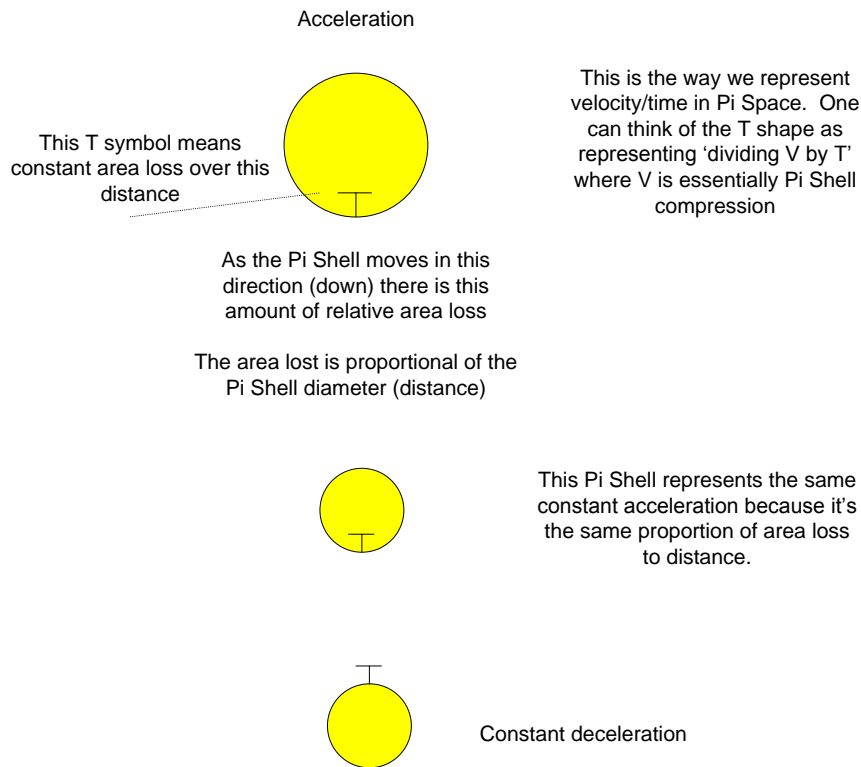 Acceleration
This is the way we represent
velocity/time in Pi Space.  One
can think of the T shape as
representing ‘dividing V by T’
where V is essentially Pi Shell
compression
This T symbol means
constant area loss over this
distance
As the Pi Shell moves in this
direction (down) there is this
amount of relative area loss
The area lost is proportional of the
Pi Shell diameter (distance)
This Pi Shell represents the same
constant acceleration because it’s
the same proportion of area loss
to distance.
Constant deceleration